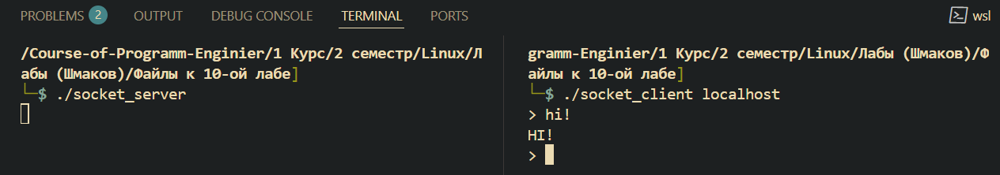 PROBLEMS 2 OUTPUT DEBUG CONSOLE TERMINAL PORTS wsl
/Course-of-Programm-Enginier/1 Курс/2 семестр/Linux/Л
абы (Шмаков)/Файлы к 10-ой лабе]
└─$ ./socket_server
gramm-Enginier/1 Курс/2 семестр/Linux/Лабы (Шмаков)/Ф
айлы к 10-ой лабе]
└─$ ./socket_client localhost
> hi!
HI!
>